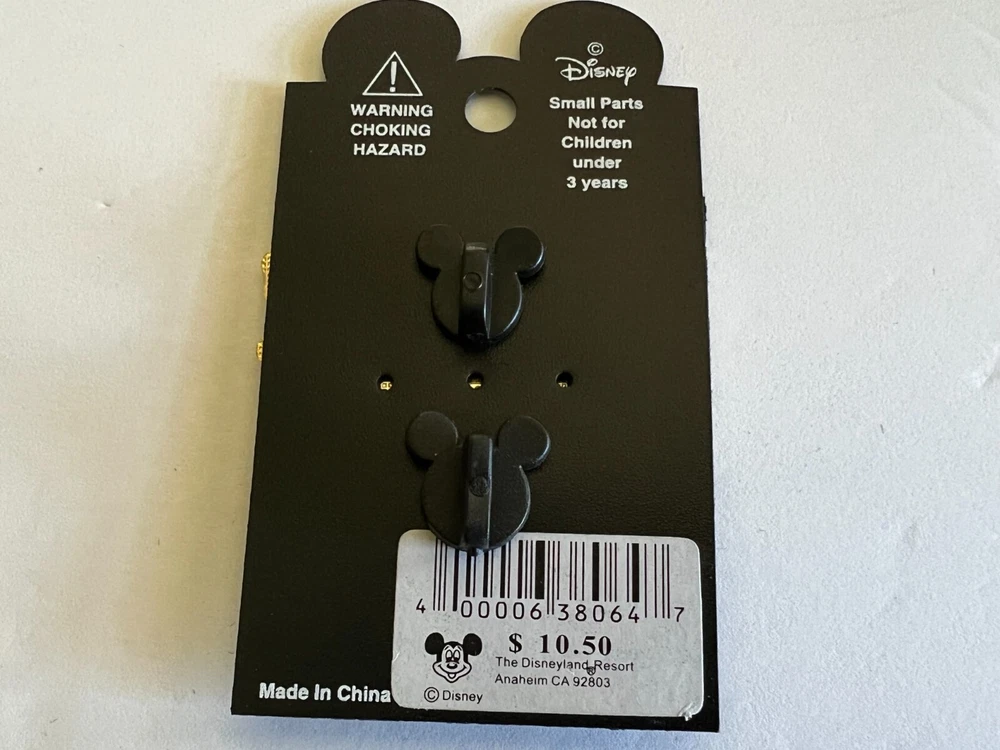 WARNING
CHOKING
HAZARD
©
Disney
Small Parts
Not for
Children
under
3 years
4 00006 38064 7
$ 10.50
The Disneyland® Resort
Anaheim CA 92803
© Disney
Made In China